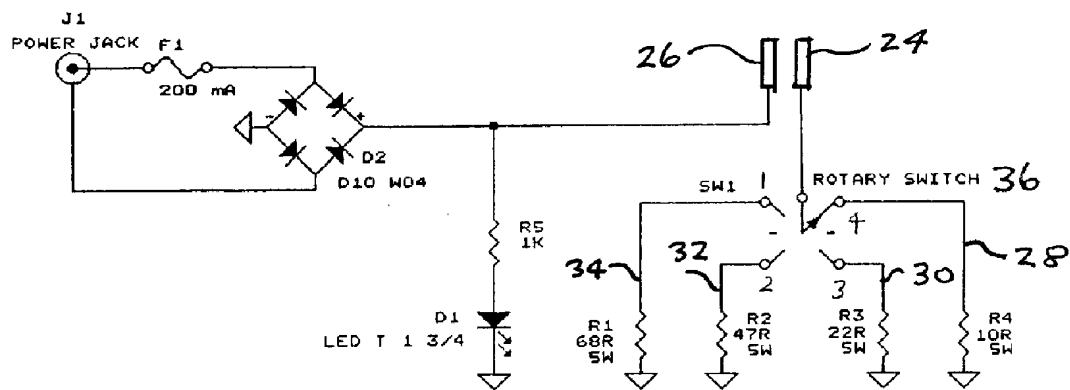 J1
POWER JACK
F1
200 mA
26
24
-
+
D2
D10 W04
SW1
1
ROTARY SWITCH 36
4
R5
1K
34
32
2
3
30
28
D1
LED T 1 3/4
R1
68R
5W
R2
47R
5W
R3
22R
5W
R4
10R
5W